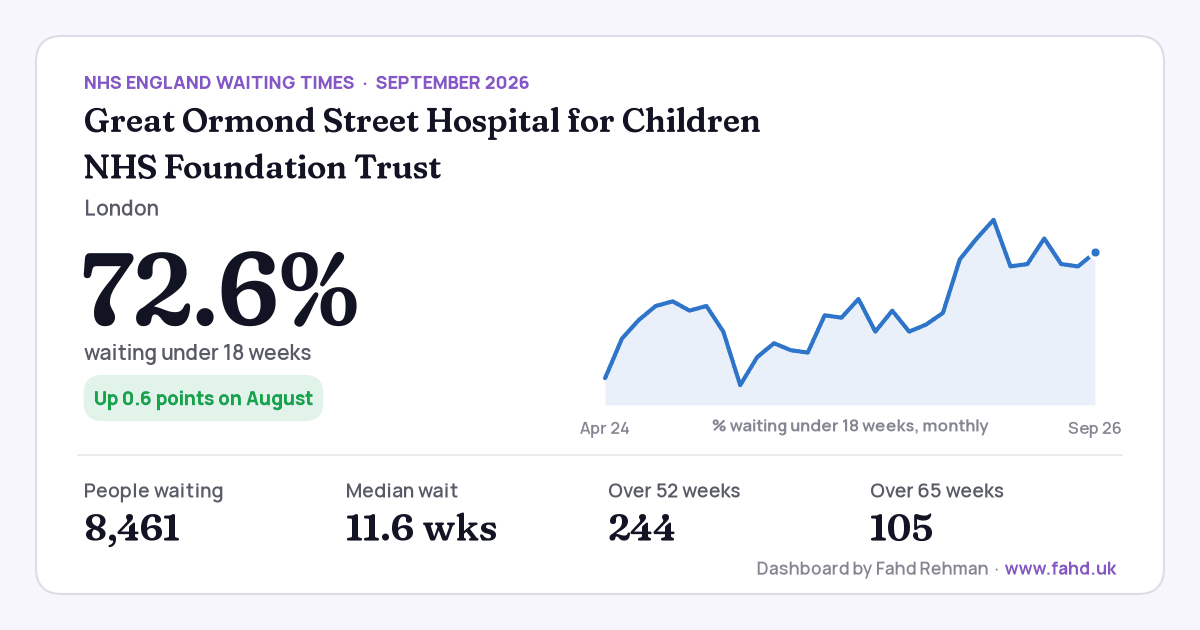 NHS ENGLAND WAITING TIMES · SEPTEMBER 2026
Great Ormond Street Hospital for Children
NHS Foundation Trust
London
72.6%
waiting under 18 weeks
Up 0.6 points on August
Apr 24
% waiting under 18 weeks, monthly
Sep 26
People waiting
8,461
Median wait
11.6 wks
Over 52 weeks
244
Over 65 weeks
105
Dashboard by Fahd Rehman · www.fahd.uk